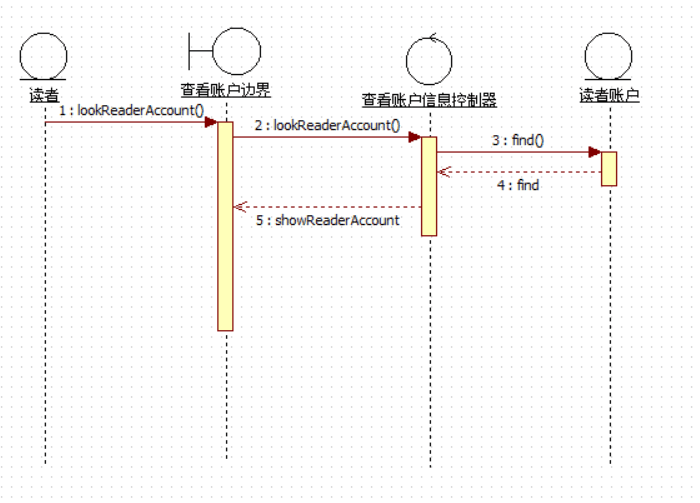 读者
查看账户边界
查看账户信息控制器
读者账户
1 : lookReaderAccount()
2 : lookReaderAccount()
3 : find()
4 : find
5 : showReaderAccount